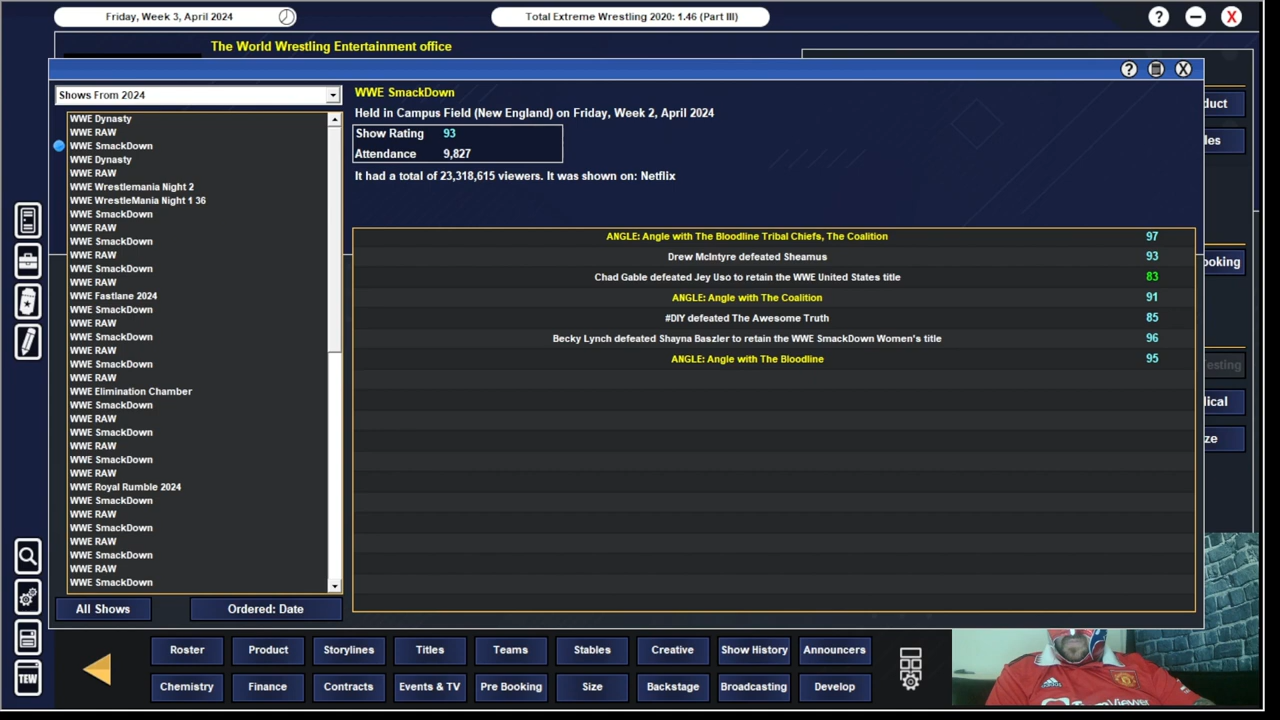 Friday, Week 3, April 2024
Total Extreme Wrestling 2020: 1.46 (Part III)
?
X
The World Wrestling Entertainment office
?
X
Shows From 2024
WWE Dynasty
WWE RAW
WWE SmackDown
WWE Dynasty
WWE RAW
WWE Wrestlemania Night 2
WWE WrestleMania Night 1 36
WWE SmackDown
WWE RAW
WWE SmackDown
WWE RAW
WWE SmackDown
WWE RAW
WWE Fastlane 2024
WWE SmackDown
WWE RAW
WWE SmackDown
WWE RAW
WWE SmackDown
WWE RAW
WWE Elimination Chamber
WWE SmackDown
WWE RAW
WWE SmackDown
WWE RAW
WWE SmackDown
WWE RAW
WWE Royal Rumble 2024
WWE SmackDown
WWE RAW
WWE SmackDown
WWE RAW
WWE SmackDown
WWE RAW
WWE SmackDown
All Shows
Ordered: Date
WWE SmackDown
Held in Campus Field (New England) on Friday, Week 2, April 2024
Show Rating 93
Attendance 9,827
It had a total of 23,318,615 viewers. It was shown on: Netflix
ANGLE: Angle with The Bloodline Tribal Chiefs, The Coalition 97
Drew McIntyre defeated Sheamus 93
Chad Gable defeated Jey Uso to retain the WWE United States title 83
ANGLE: Angle with The Coalition 91
#DIY defeated The Awesome Truth 85
Becky Lynch defeated Shayna Baszler to retain the WWE SmackDown Women's title 96
ANGLE: Angle with The Bloodline 95
duct
les
ooking
esting
lical
ze
TEW
Roster
Product
Storylines
Titles
Teams
Stables
Creative
Show History
Announcers
Chemistry
Finance
Contracts
Events & TV
Pre Booking
Size
Backstage
Broadcasting
Develop